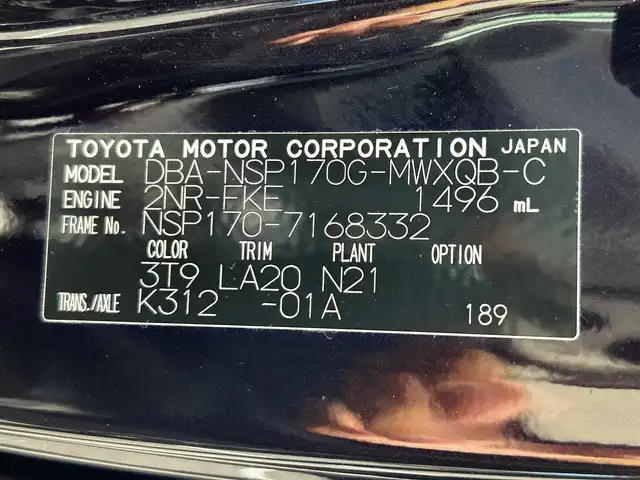 TOYOTA MOTOR CORPORATION JAPAN
MODEL DBA-NSP170G-MWXQB-C
ENGINE 2NR-FKE 1496 mL
FRAME No. NSP170-7168332
COLOR TRIM PLANT OPTION
3T9 LA20 N21
TRANS./AXLE K312 -01A 189